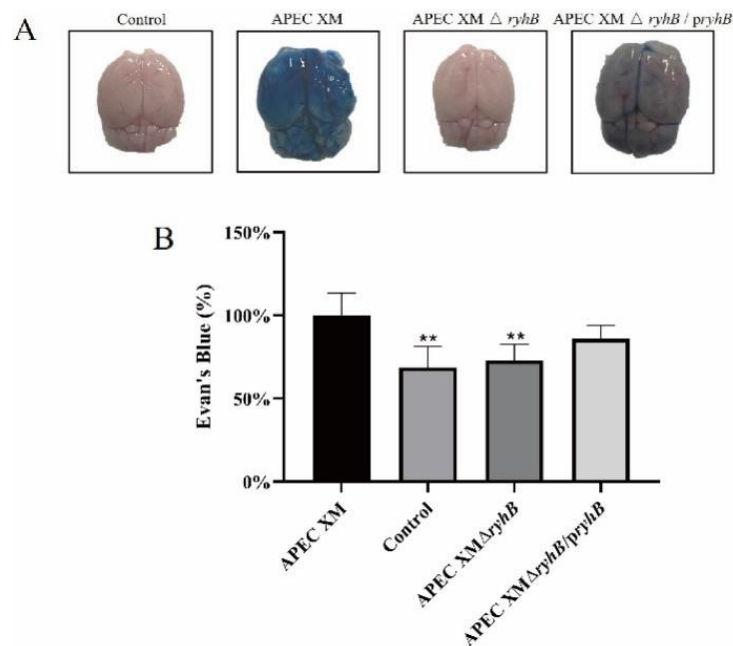 A
Control
APEC XM
APEC XM △ ryhB
APEC XM △ ryhB / pryhB
B
Evan's Blue (%)
150%
100%
50%
0%
**
**
APEC XM
Control
APEC XMΔryhB
APEC XMΔryhB/pryhB